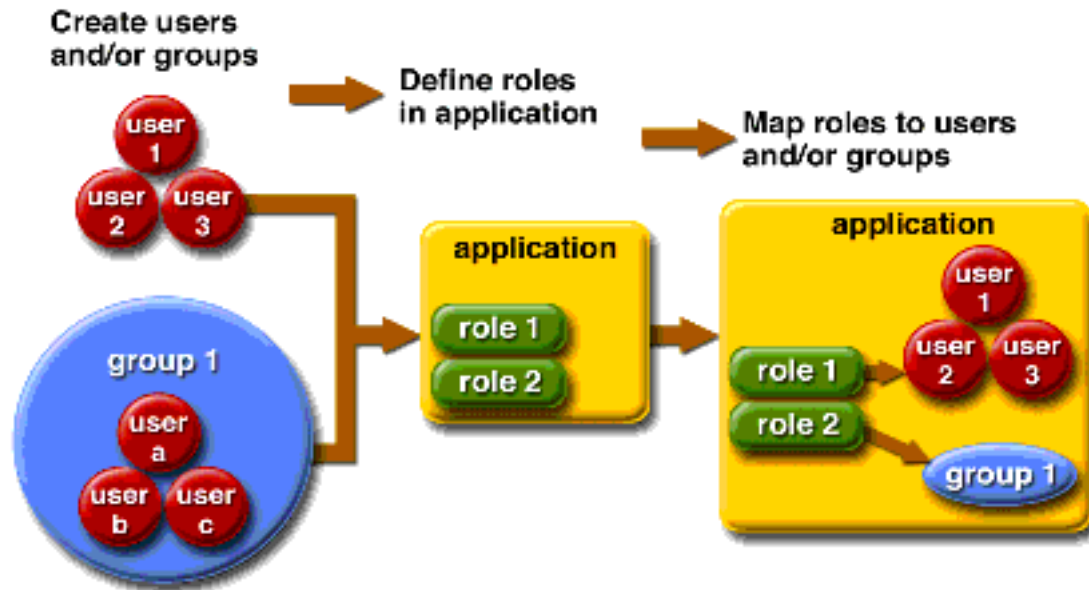 Create users
and/or groups
Define roles
in application
Map roles to users
and/or groups
user
1
user
2
user
3
group 1
user
a
user
b
user
c
application
role 1
role 2
application
user
1
user
2
user
3
role 1
role 2
group 1